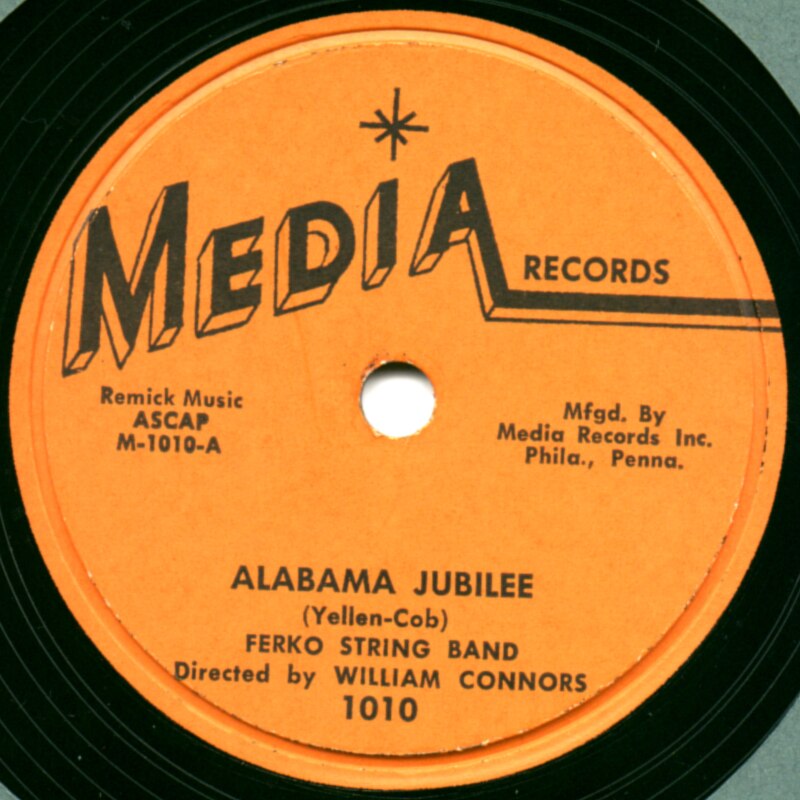 MEDIA
RECORDS
Remick Music
ASCAP
M-1010-A
Mfgd. By
Media Records Inc.
Phila., Penna.
ALABAMA JUBILEE
(Yellen-Cob)
FERKO STRING BAND
Directed by WILLIAM CONNORS
1010